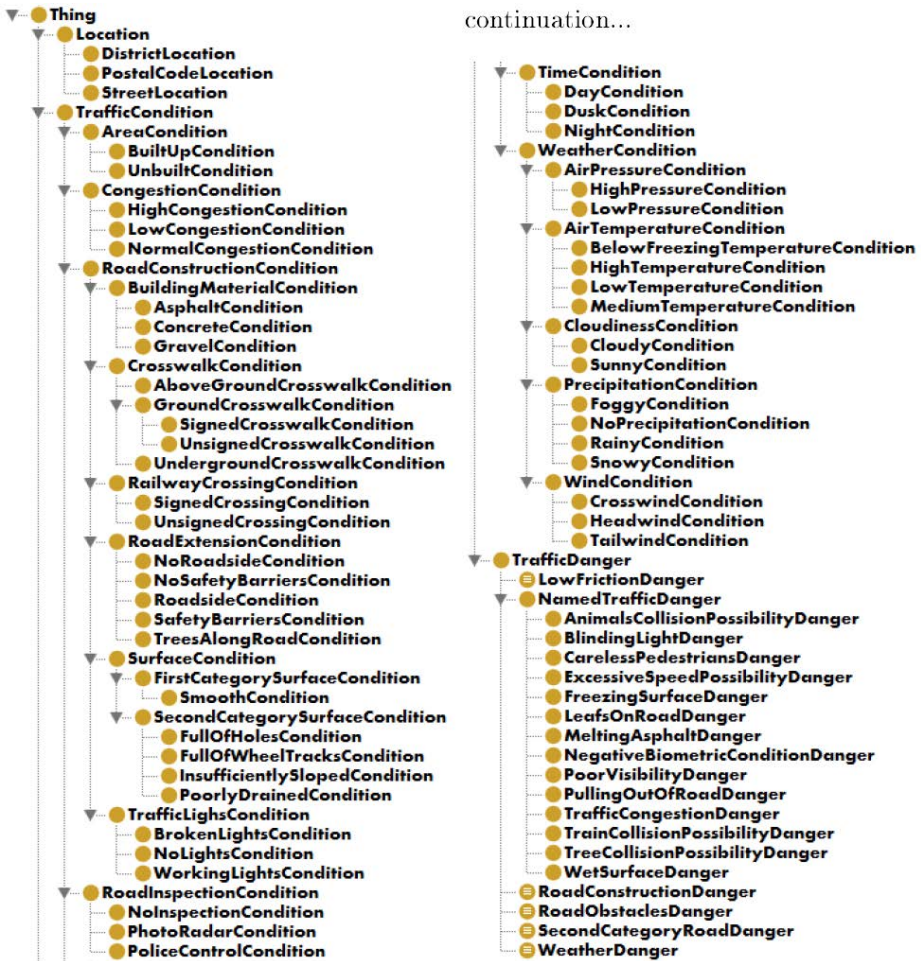 Thing
Location
DistrictLocation
PostalCodeLocation
StreetLocation
TrafficCondition
AreaCondition
BuiltUpCondition
UnbuiltCondition
CongestionCondition
HighCongestionCondition
LowCongestionCondition
NormalCongestionCondition
RoadConstructionCondition
BuildingMaterialCondition
AsphaltCondition
ConcreteCondition
GravelCondition
CrosswalkCondition
AboveGroundCrosswalkCondition
GroundCrosswalkCondition
SignedCrosswalkCondition
UnsignedCrosswalkCondition
UndergroundCrosswalkCondition
RailwayCrossingCondition
SignedCrossingCondition
UnsignedCrossingCondition
RoadExtensionCondition
NoRoadsideCondition
NoSafetyBarriersCondition
RoadsideCondition
SafetyBarriersCondition
TreesAlongRoadCondition
SurfaceCondition
FirstCategorySurfaceCondition
SmoothCondition
SecondCategorySurfaceCondition
FullOfHolesCondition
FullOfWheelTracksCondition
InsufficientlySlopedCondition
PoorlyDrainedCondition
TrafficLighsCondition
BrokenLightsCondition
NoLightsCondition
WorkingLightsCondition
RoadInspectionCondition
NoInspectionCondition
PhotoRadarCondition
PoliceControlCondition
continuation...
TimeCondition
DayCondition
DuskCondition
NightCondition
WeatherCondition
AirPressureCondition
HighPressureCondition
LowPressureCondition
AirTemperatureCondition
BelowFreezingTemperatureCondition
HighTemperatureCondition
LowTemperatureCondition
MediumTemperatureCondition
CloudinessCondition
CloudyCondition
SunnyCondition
PrecipitationCondition
FoggyCondition
NoPrecipitationCondition
RainyCondition
SnowyCondition
WindCondition
CrosswindCondition
HeadwindCondition
TailwindCondition
TrafficDanger
LowFrictionDanger
NamedTrafficDanger
AnimalsCollisionPossibilityDanger
BlindingLightDanger
CarelessPedestriansDanger
ExcessiveSpeedPossibilityDanger
FreezingSurfaceDanger
LeafsOnRoadDanger
MeltingAsphaltDanger
NegativeBiometricConditionDanger
PoorVisibilityDanger
PullingOutOfRoadDanger
TrafficCongestionDanger
TrainCollisionPossibilityDanger
TreeCollisionPossibilityDanger
WetSurfaceDanger
RoadConstructionDanger
RoadObstaclesDanger
SecondCategoryRoadDanger
WeatherDanger